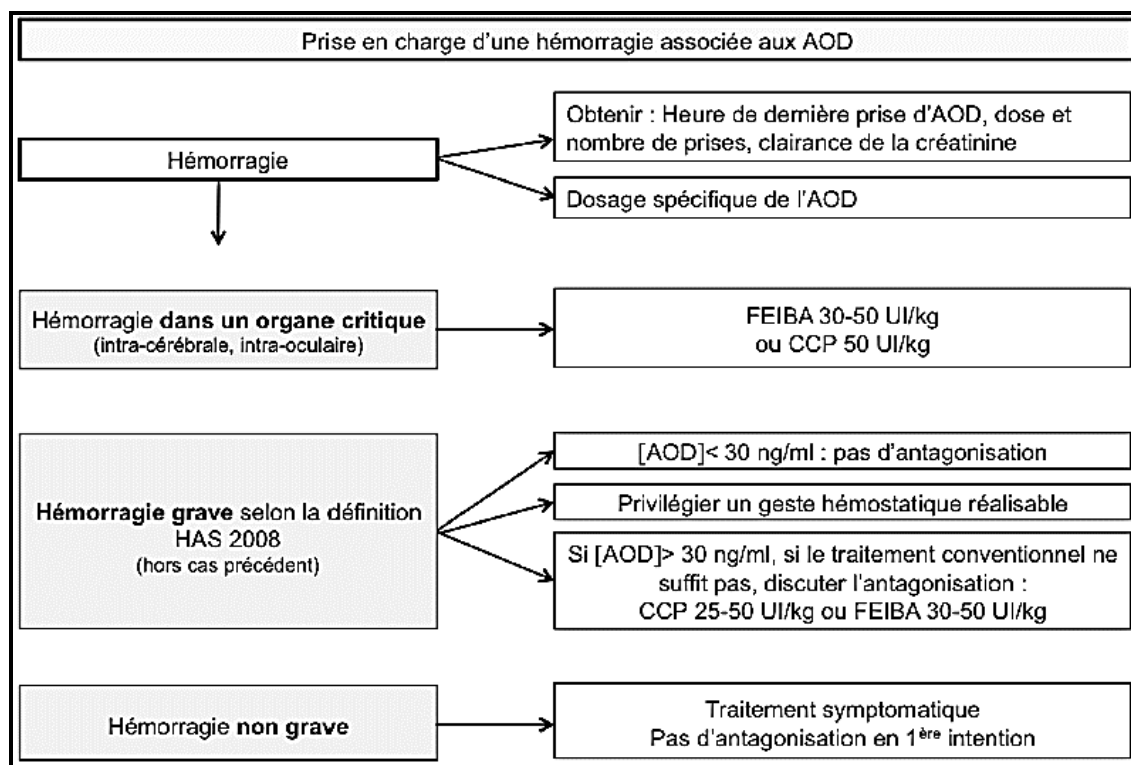 Prise en charge d’une hémorragie associée aux AOD
Obtenir : Heure de dernière prise d’AOD, dose et
nombre de prises, clairance de la créatinine
Hémorragie
Dosage spécifique de l’AOD
Hémorragie dans un organe critique
(intra-cérébrale, intra-oculaire)
FEIBA 30-50 UI/kg
ou CCP 50 UI/kg
Hémorragie grave selon la définition
HAS 2008
(hors cas précédent)
[AOD]< 30 ng/ml : pas d’antagonisation
Privilégier un geste hémostatique réalisable
Si [AOD]> 30 ng/ml, si le traitement conventionnel ne
suffit pas, discuter l’antagonisation :
CCP 25-50 UI/kg ou FEIBA 30-50 UI/kg
Hémorragie non grave
Traitement symptomatique
Pas d’antagonisation en 1ère intention